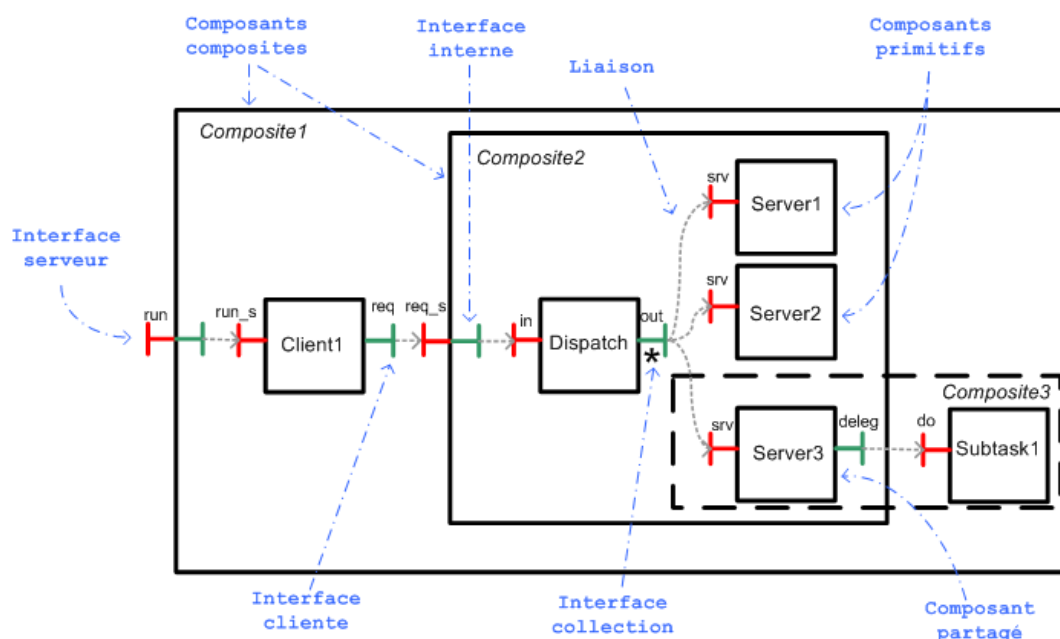 Composants
composites
Interface
interne
Liaison
Composants
primitifs
Composite1
Composite2
srv
Server1
Interface
serveur
srv
Server2
run
run_s
Client1
req
req_s
in
Dispatch
out
*
Composite3
srv
Server3
deleg
do
Subtask1
Interface
cliente
Interface
collection
Composant
partagé